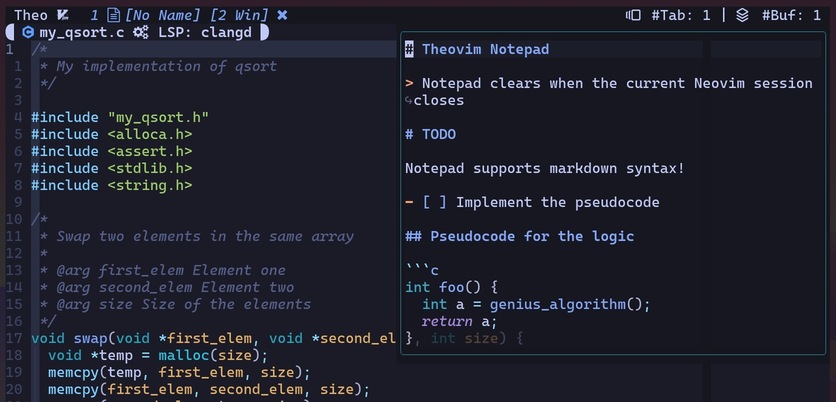 Theo 1 [No Name] [2 Win] ✖ #Tab: 1 | #Buf: 1
my_qsort.c LSP: clangd
1 /*
1 * My implementation of qsort
2 */
3
4 #include "my_qsort.h"
5 #include <alloca.h>
6 #include <assert.h>
7 #include <stdlib.h>
8 #include <string.h>
9
10 /*
11 * Swap two elements in the same array
12 *
13 * @arg first_elem Element one
14 * @arg second_elem Element two
15 * @arg size Size of the elements
16 */
17 void swap(void *first_elem, void *second_el
18 void *temp = malloc(size);
19 memcpy(temp, first_elem, size);
20 memcpy(first_elem, second_elem, size);
# Theovim Notepad
> Notepad clears when the current Neovim session
↪closes
# TODO
Notepad supports markdown syntax!
- [ ] Implement the pseudocode
## Pseudocode for the logic
```c
int foo() {
int a = genius_algorithm();
return a;
}, int size) {